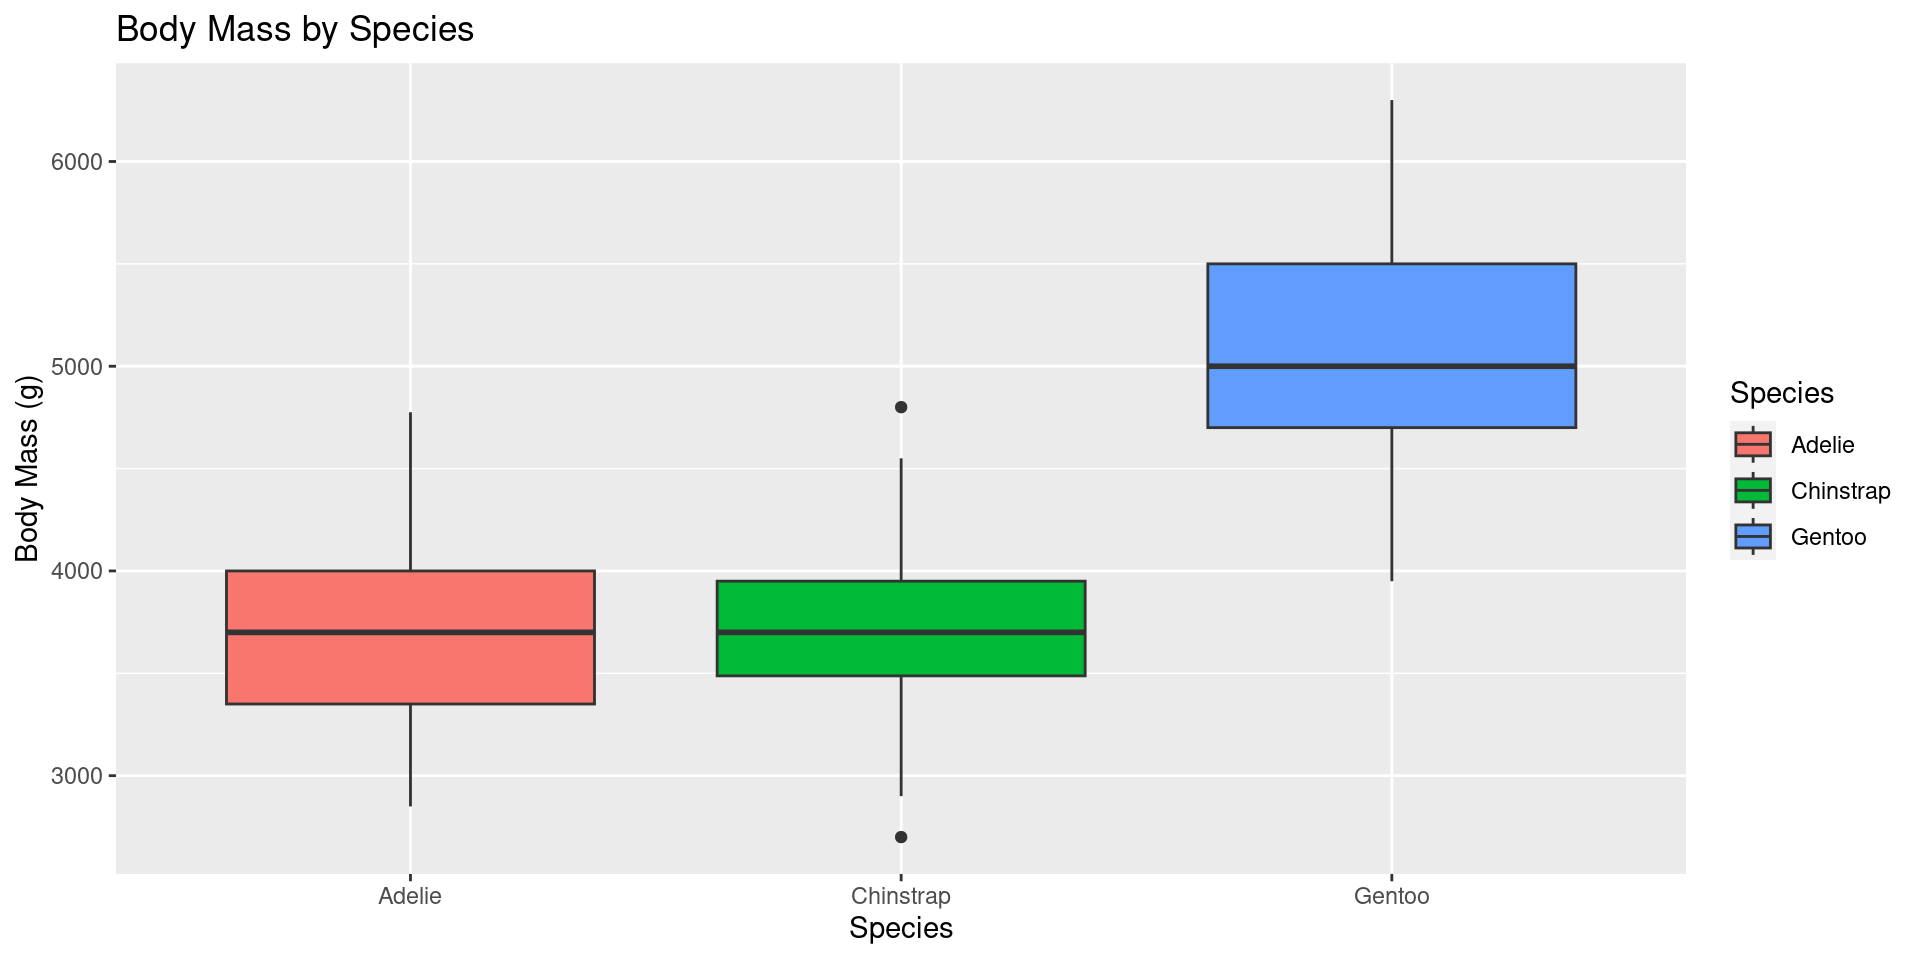 Body Mass by Species
Body Mass (g)
6000
5000
4000
3000
Adelie
Chinstrap
Gentoo
Species
Species
Adelie
Chinstrap
Gentoo